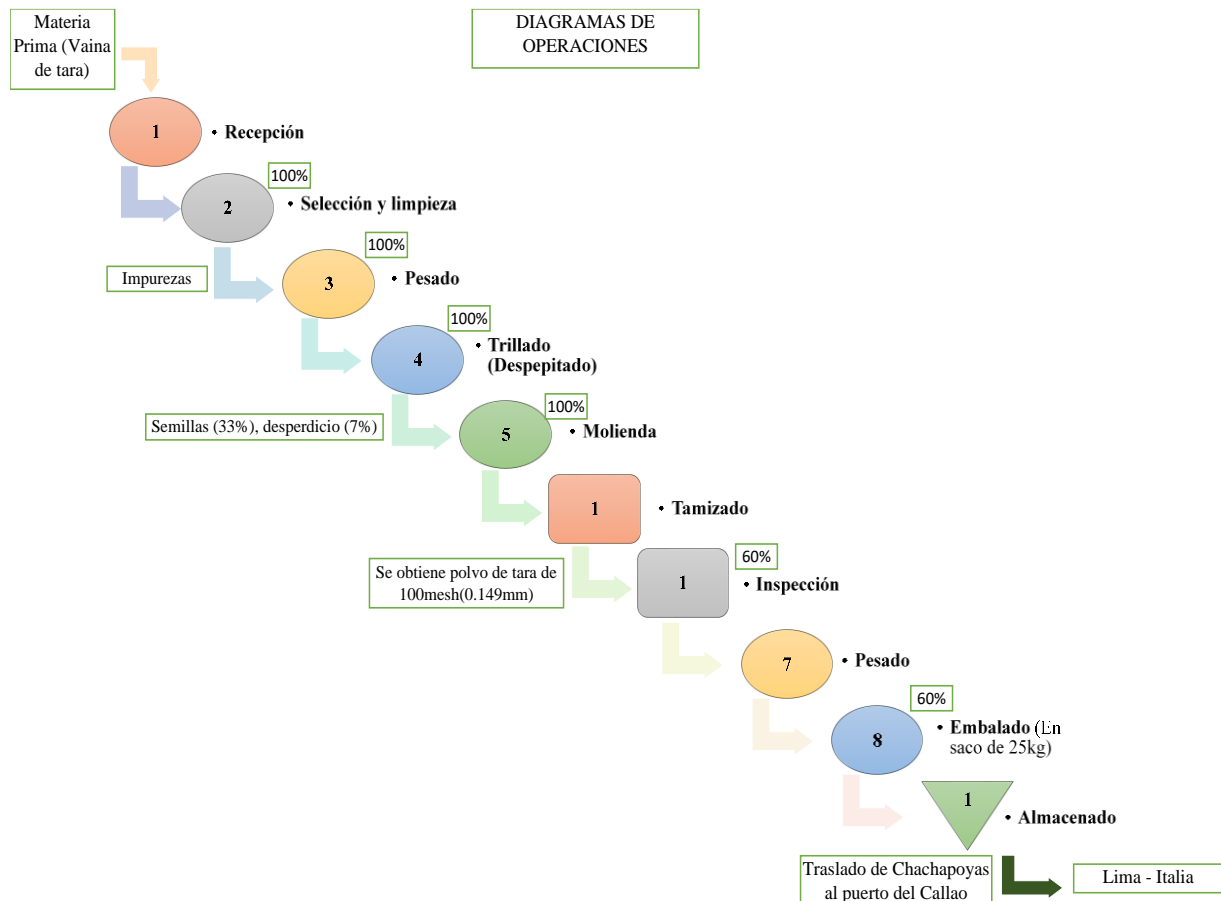 Materia
Prima (Vaina
de tara)
DIAGRAMAS DE
OPERACIONES
1
• Recepción
100%
2
• Selección y limpieza
100%
Impurezas
3
• Pesado
100%
4
• Trillado
(Despepitado)
100%
Semillas (33%), desperdicio (7%)
5
• Molienda
1
• Tamizado
60%
Se obtiene polvo de tara de
100mesh(0.149mm)
1
• Inspección
7
• Pesado
60%
8
• Embalado (En
saco de 25kg)
1
• Almacenado
Traslado de Chachapoyas
al puerto del Callao
Lima - Italia